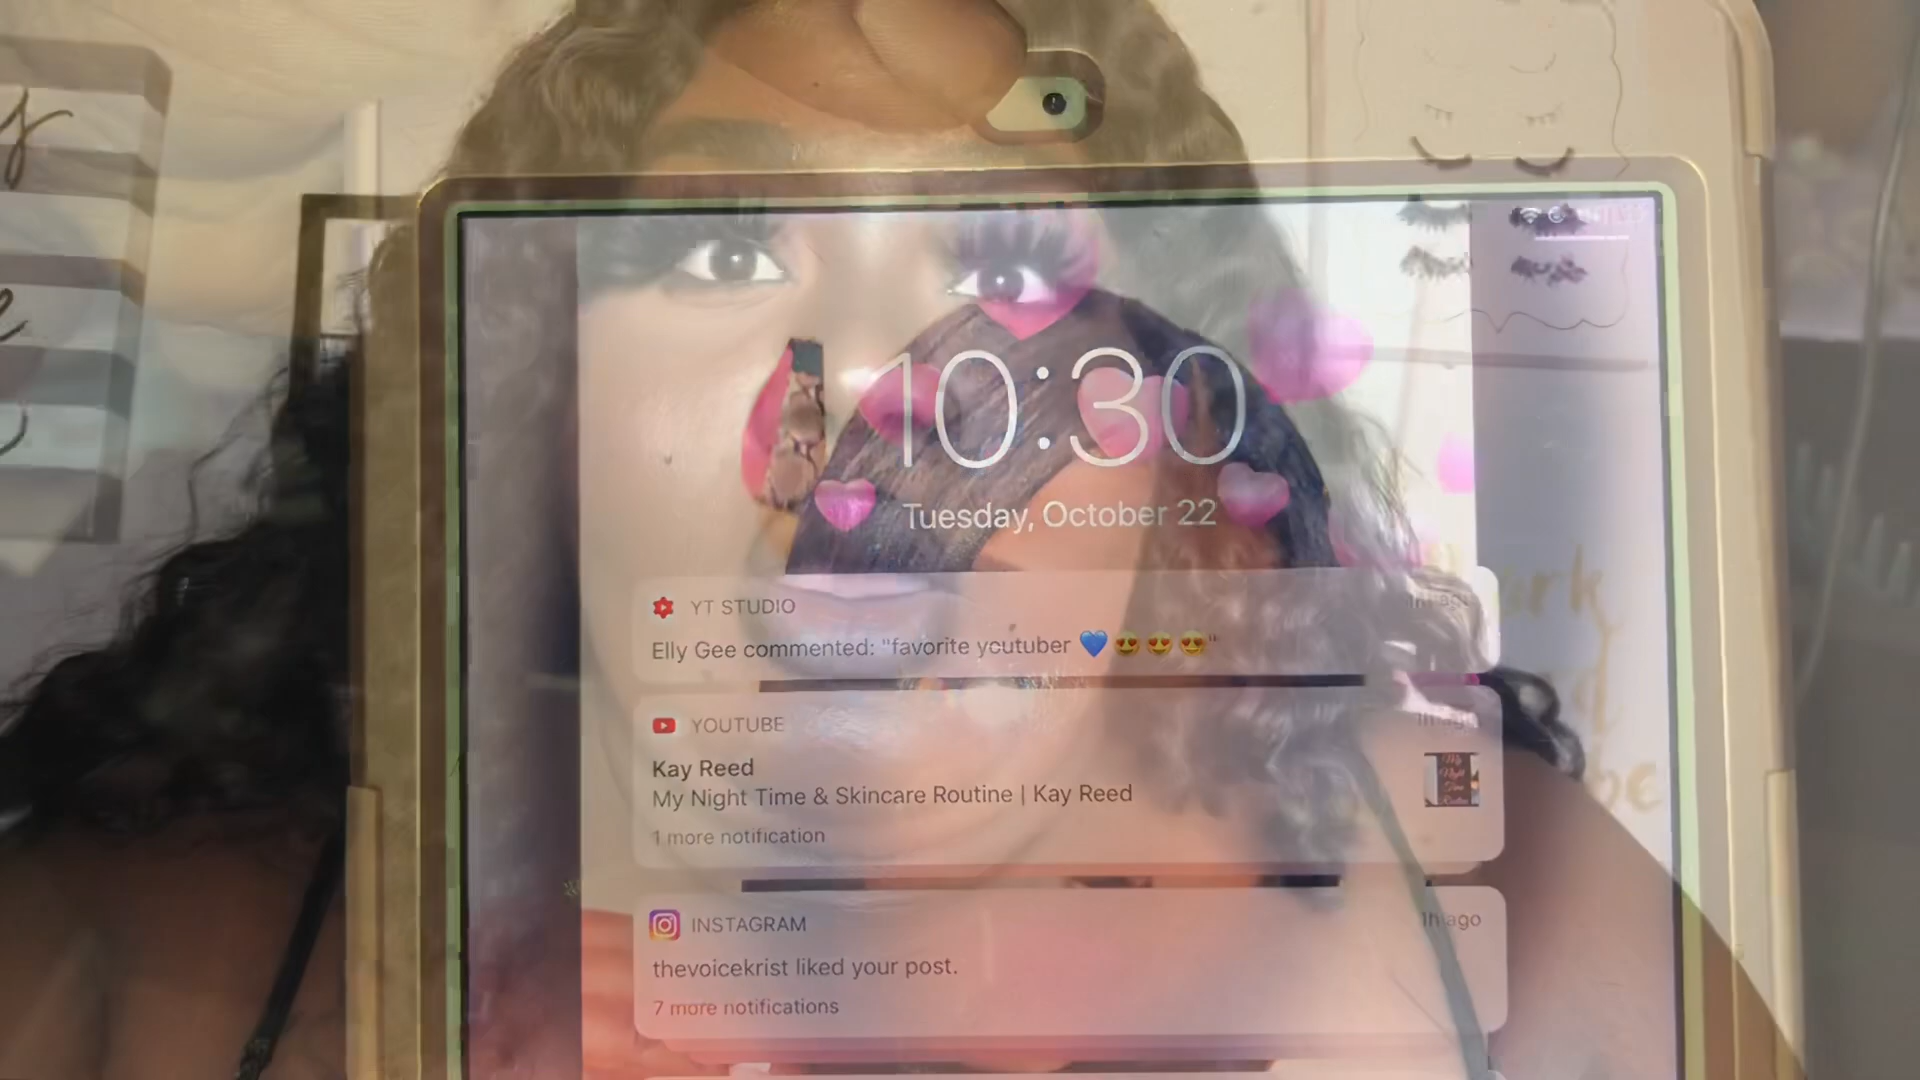 10:30
Tuesday, October 22
YT STUDIO
Elly Gee commented: "favorite youtuber 💙😍😍😍"
YOUTUBE
Kay Reed
My Night Time & Skincare Routine | Kay Reed
1 more notification
INSTAGRAM
1h ago
thevoicekrist liked your post.
7 more notifications